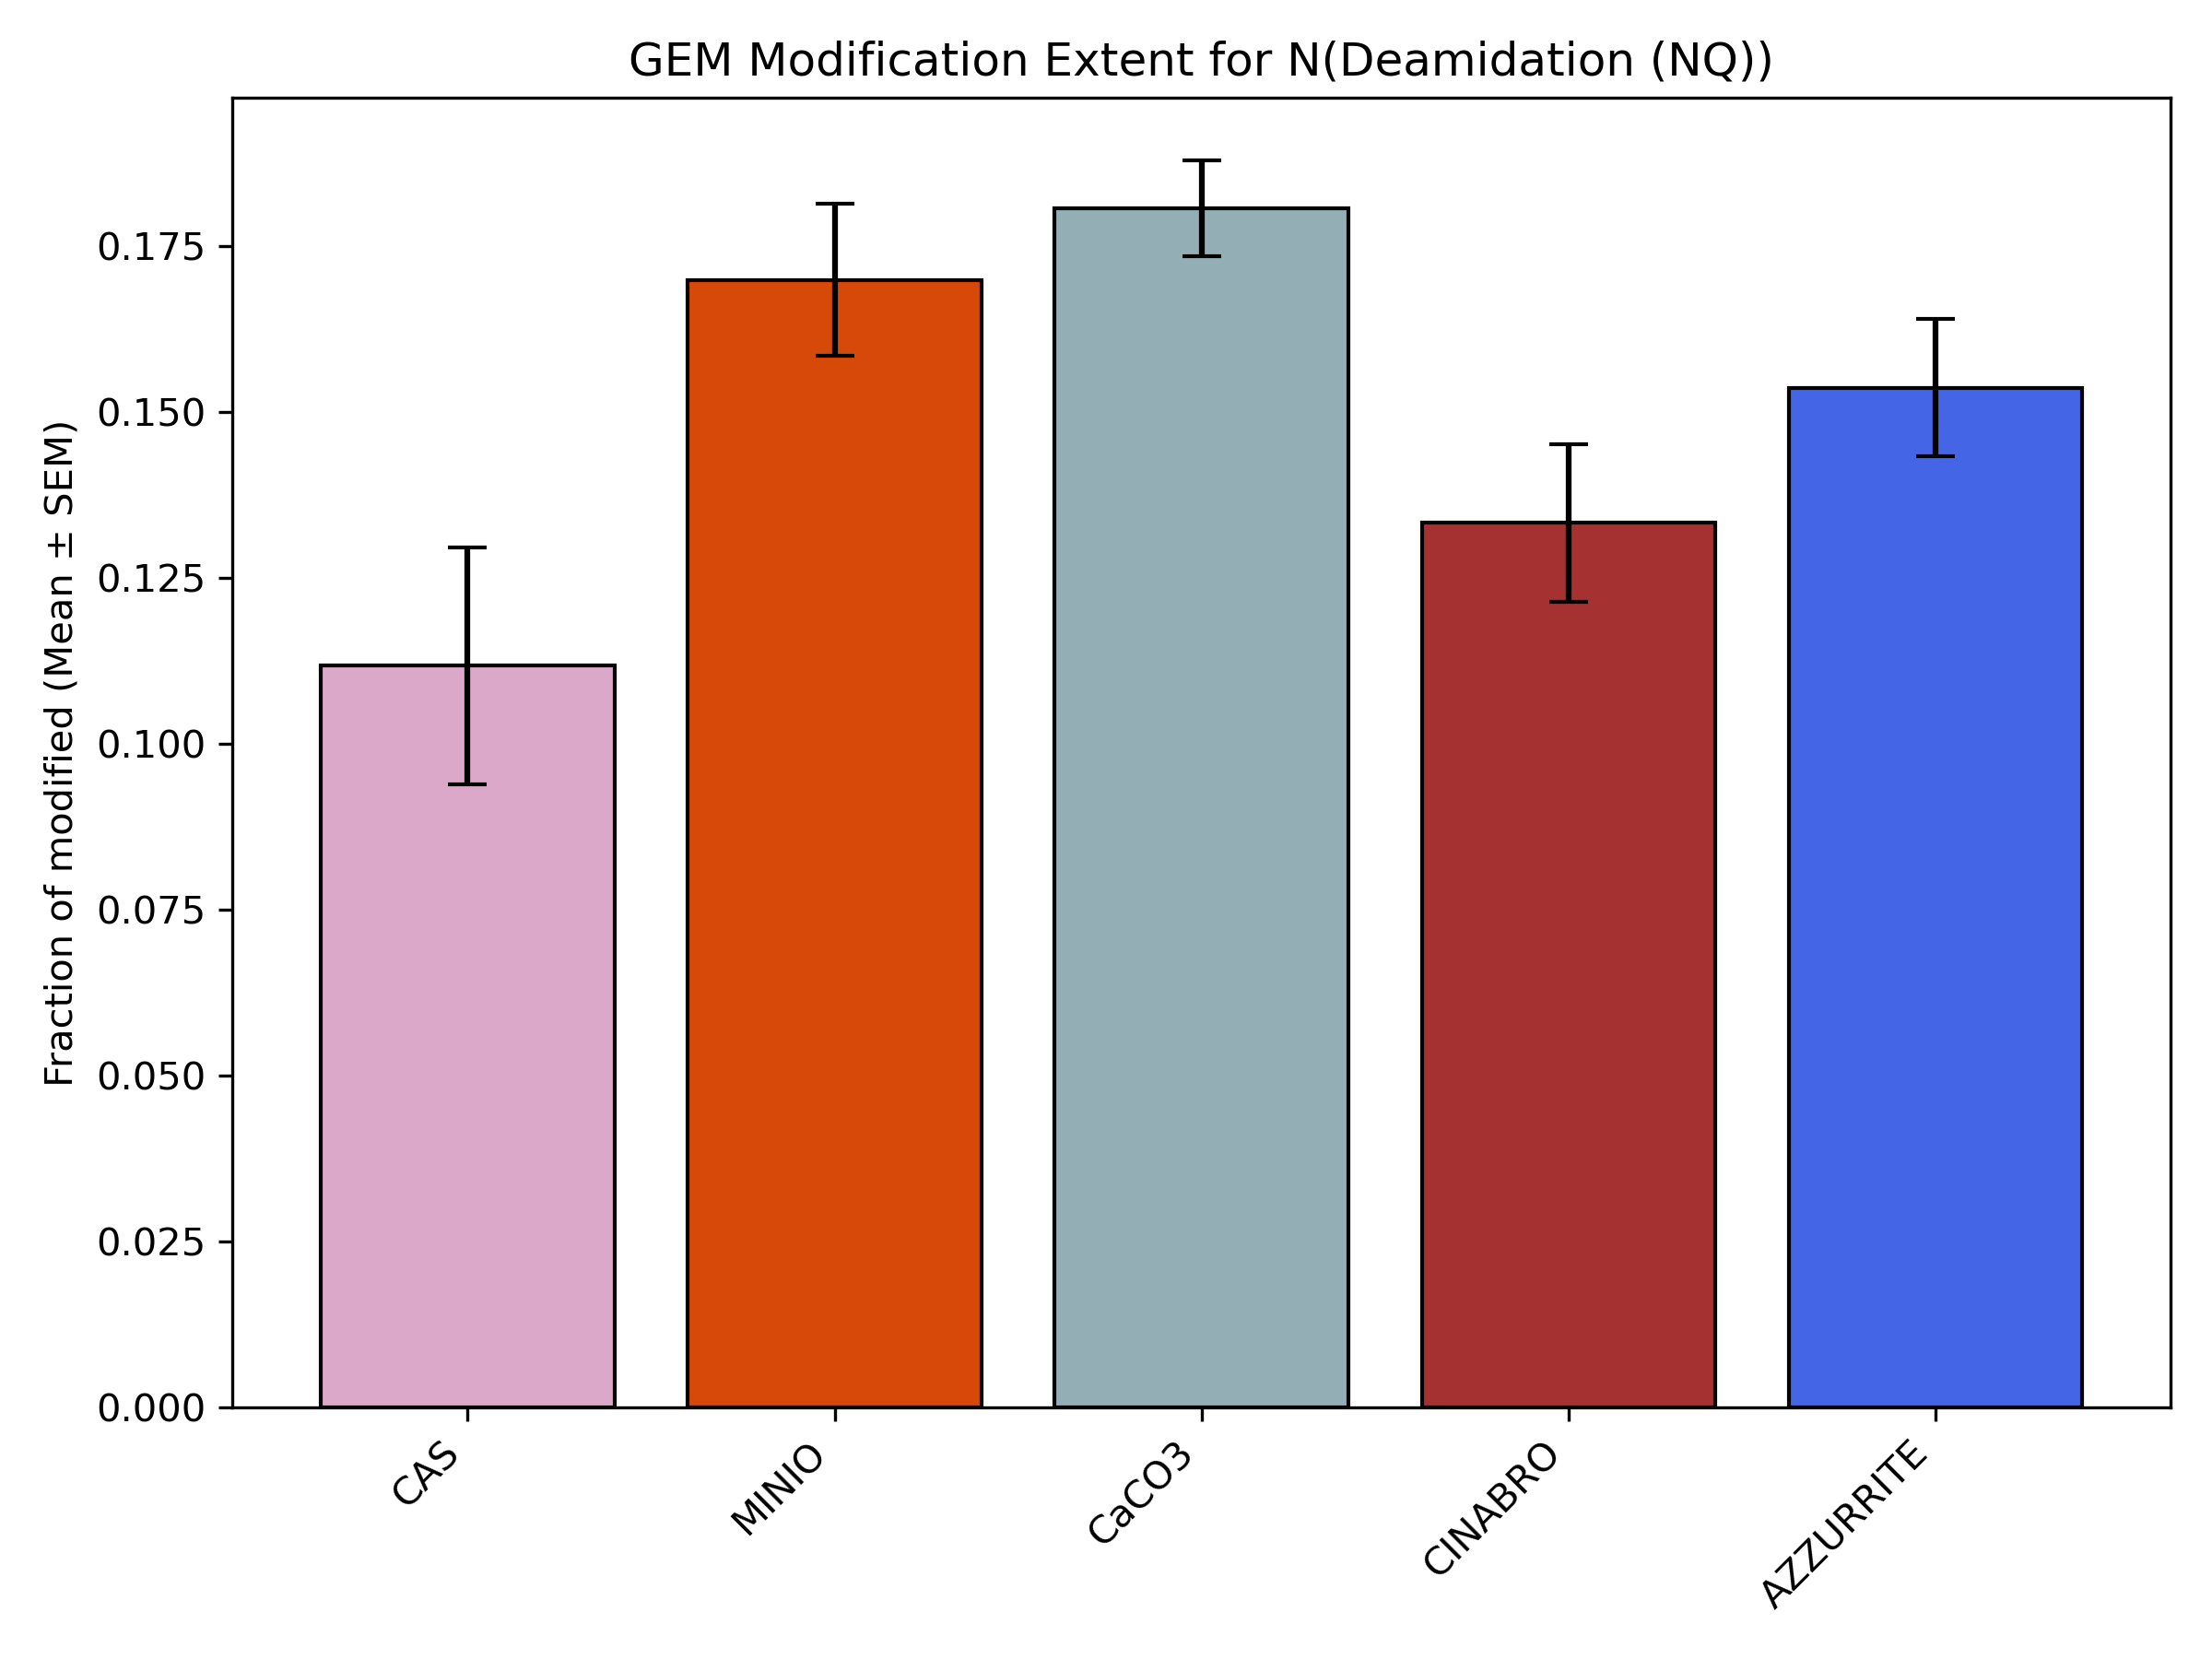 GEM Modification Extent for N(Deamidation (NQ))
Fraction of modified (Mean ± SEM)
0.175
0.150
0.125
0.100
0.075
0.050
0.025
0.000
CAS
MINIO
CaCO3
CINABRO
AZZURRITE